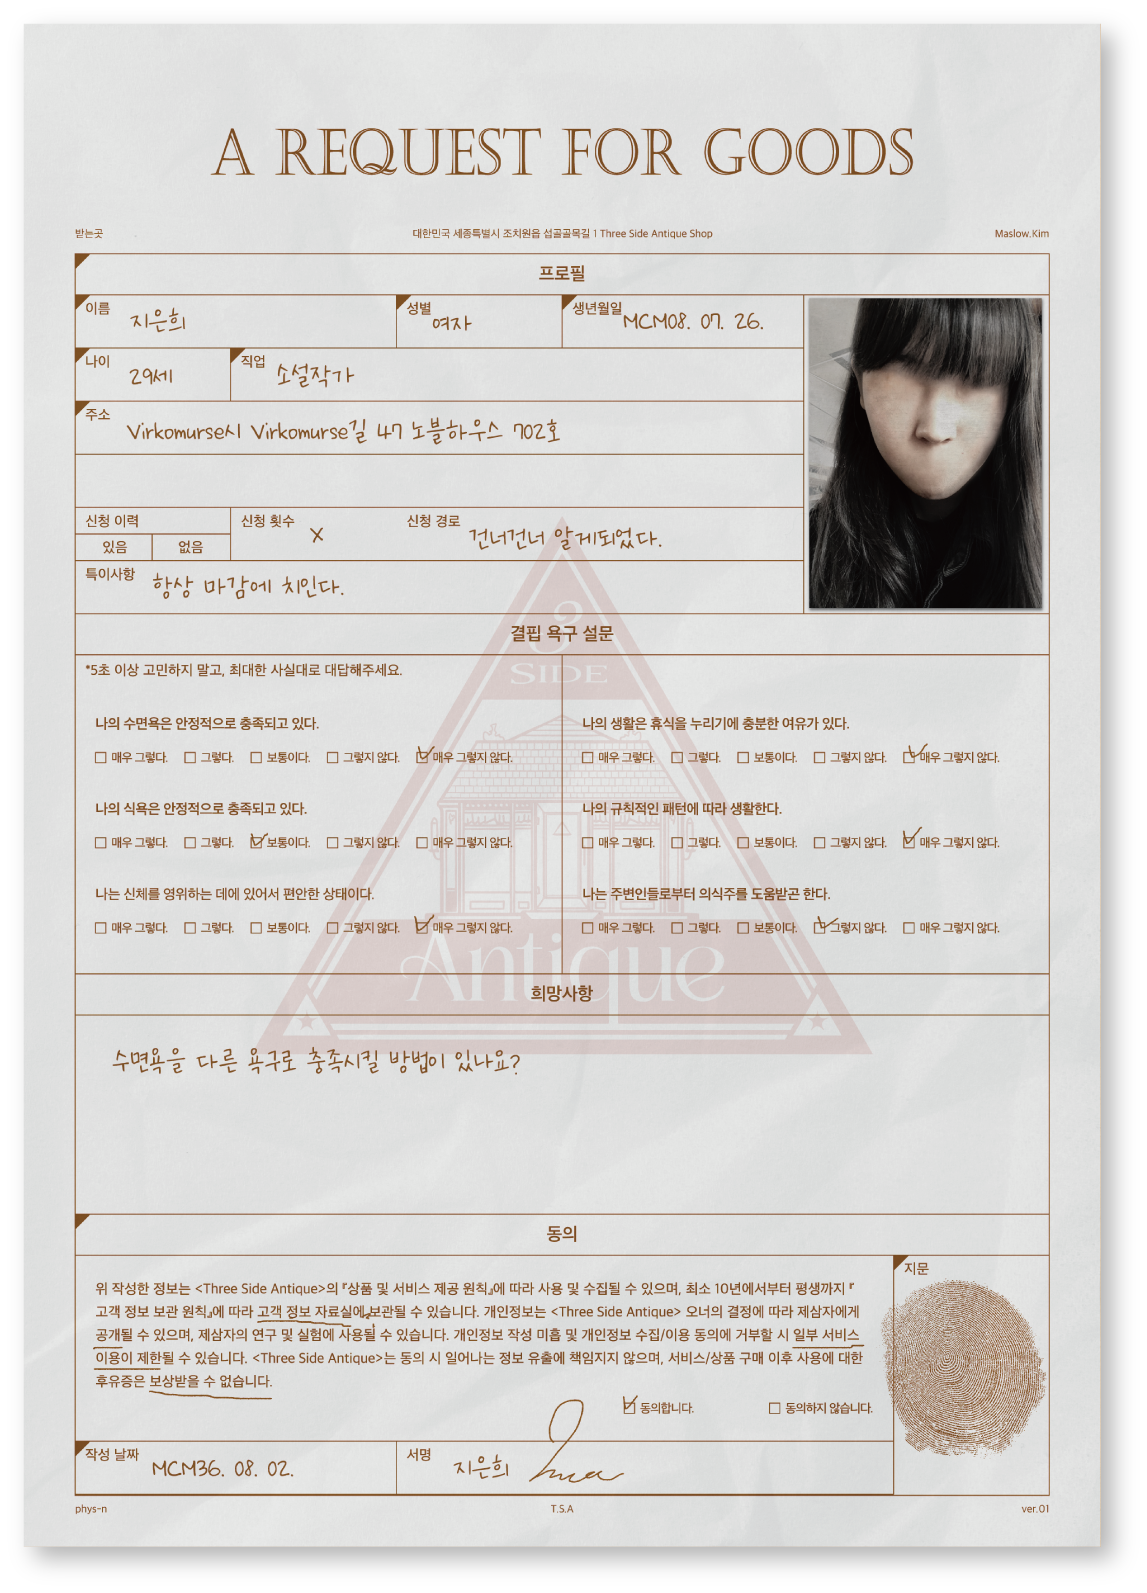 A REQUEST FOR GOODS
받는곳 대한민국 세종특별시 조치원읍 섭골골목길 1 Three Side Antique Shop Maslow.Kim
프로필
이름 지은희 성별 여자 생년월일 MCM08. 07. 26.
나이 29세 직업 소설작가
주소 Virkomurse시 Virkomurse길 47 노블하우스 702호
신청 이력 신청 횟수 X 신청 경로 건너건너 알게되었다.
있음 없음
특이사항 항상 마감에 치인다.
3
결핍 욕구 설문
SIDE
*5초 이상 고민하지 말고, 최대한 사실대로 대답해주세요.
나의 수면욕은 안정적으로 충족되고 있다. 나의 생활은 휴식을 누리기에 충분한 여유가 있다.
매우 그렇다. 그렇다. 보통이다. 그렇지 않다. 매우 그렇지 않다. 매우 그렇다. 그렇다. 보통이다. 그렇지 않다. 매우 그렇지 않다.
나의 식욕은 안정적으로 충족되고 있다. 나의 규칙적인 패턴에 따라 생활한다.
매우 그렇다. 그렇다. 보통이다. 그렇지 않다. 매우 그렇지 않다. 매우 그렇다. 그렇다. 보통이다. 그렇지 않다. 매우 그렇지 않다.
나는 신체를 영위하는 데에 있어서 편안한 상태이다. 나는 주변인들로부터 의식주를 도움받곤 한다.
매우 그렇다. 그렇다. 보통이다. 그렇지 않다. 매우 그렇지 않다. 매우 그렇다. 그렇다. 보통이다. 그렇지 않다. 매우 그렇지 않다.
Antique
희망사항
수면욕을 다른 욕구로 충족시킬 방법이 있나요?
동의
위 작성한 정보는 <Three Side Antique>의 『상품 및 서비스 제공 원칙』에 따라 사용 및 수집될 수 있으며, 최소 10년에서부터 평생까지 『
고객 정보 보관 원칙』에 따라 고객 정보 자료실에 보관될 수 있습니다. 개인정보는 <Three Side Antique> 오너의 결정에 따라 제삼자에게
공개될 수 있으며, 제삼자의 연구 및 실험에 사용될 수 있습니다. 개인정보 작성 미흡 및 개인정보 수집/이용 동의에 거부할 시 일부 서비스
이용이 제한될 수 있습니다. <Three Side Antique>는 동의 시 일어나는 정보 유출에 책임지지 않으며, 서비스/상품 구매 이후 사용에 대한
후유증은 보상받을 수 없습니다.
지문
동의합니다. 동의하지 않습니다.
작성 날짜 MCM36. 08. 02. 서명 지은희
phys-n T.S.A ver.01